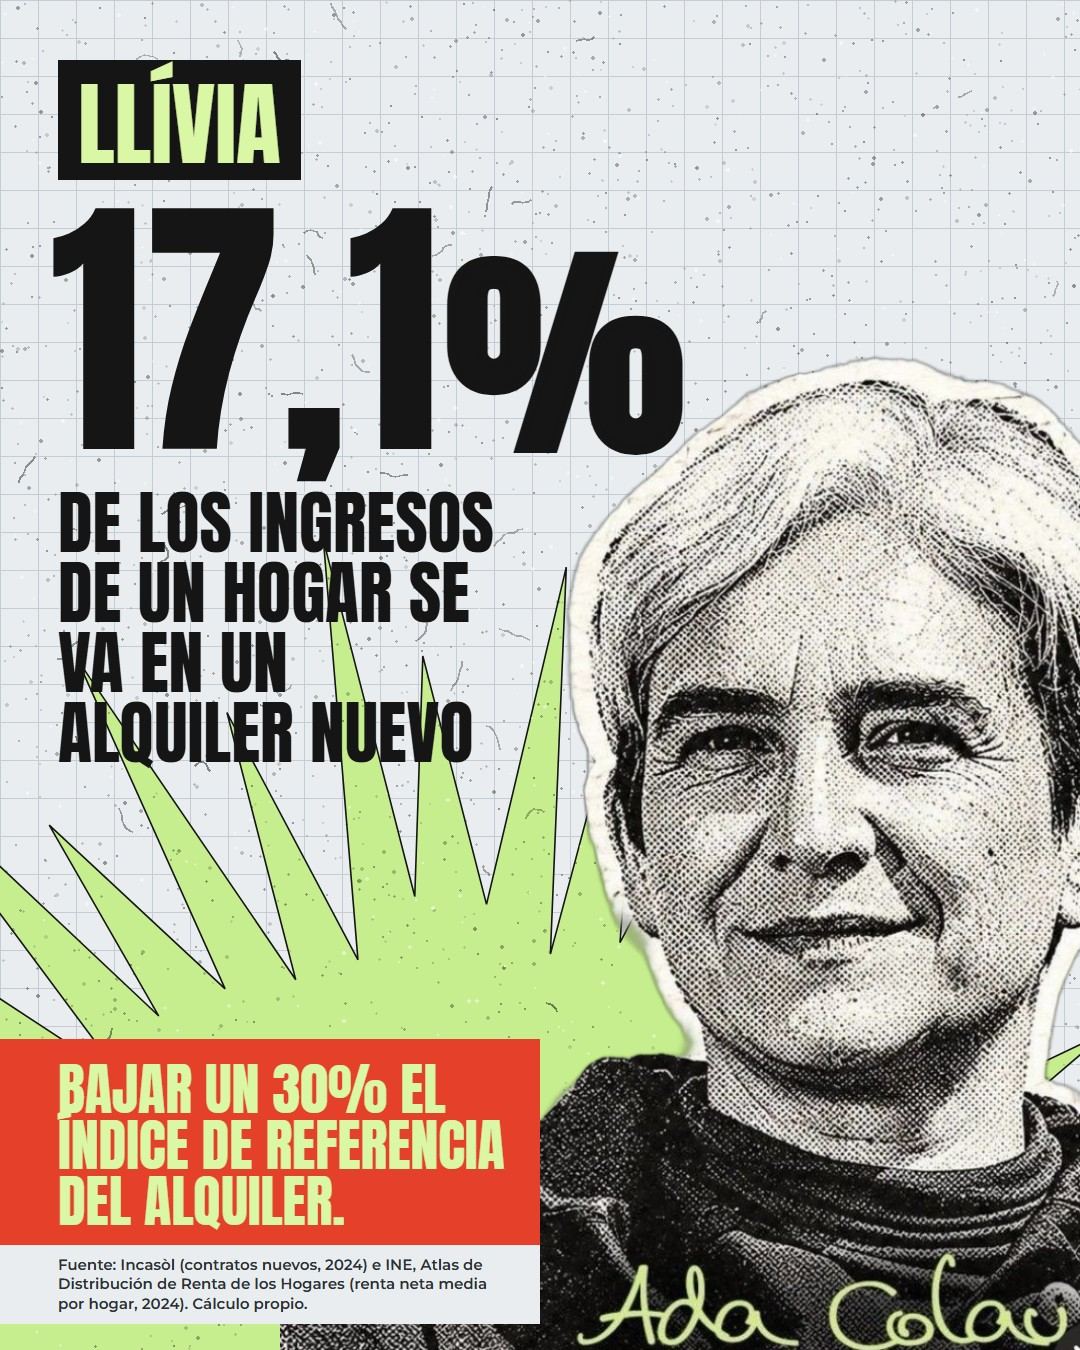 LLÍVIA
17,1%
DE LOS INGRESOS
DE UN HOGAR SE
VA EN UN
ALQUILER NUEVO
BAJAR UN 30% EL
ÍNDICE DE REFERENCIA
DEL ALQUILER.
Fuente: Incasòl (contratos nuevos, 2024) e INE, Atlas de
Distribución de Renta de los Hogares (renta neta media
por hogar, 2024). Cálculo propio.
Ada Colau